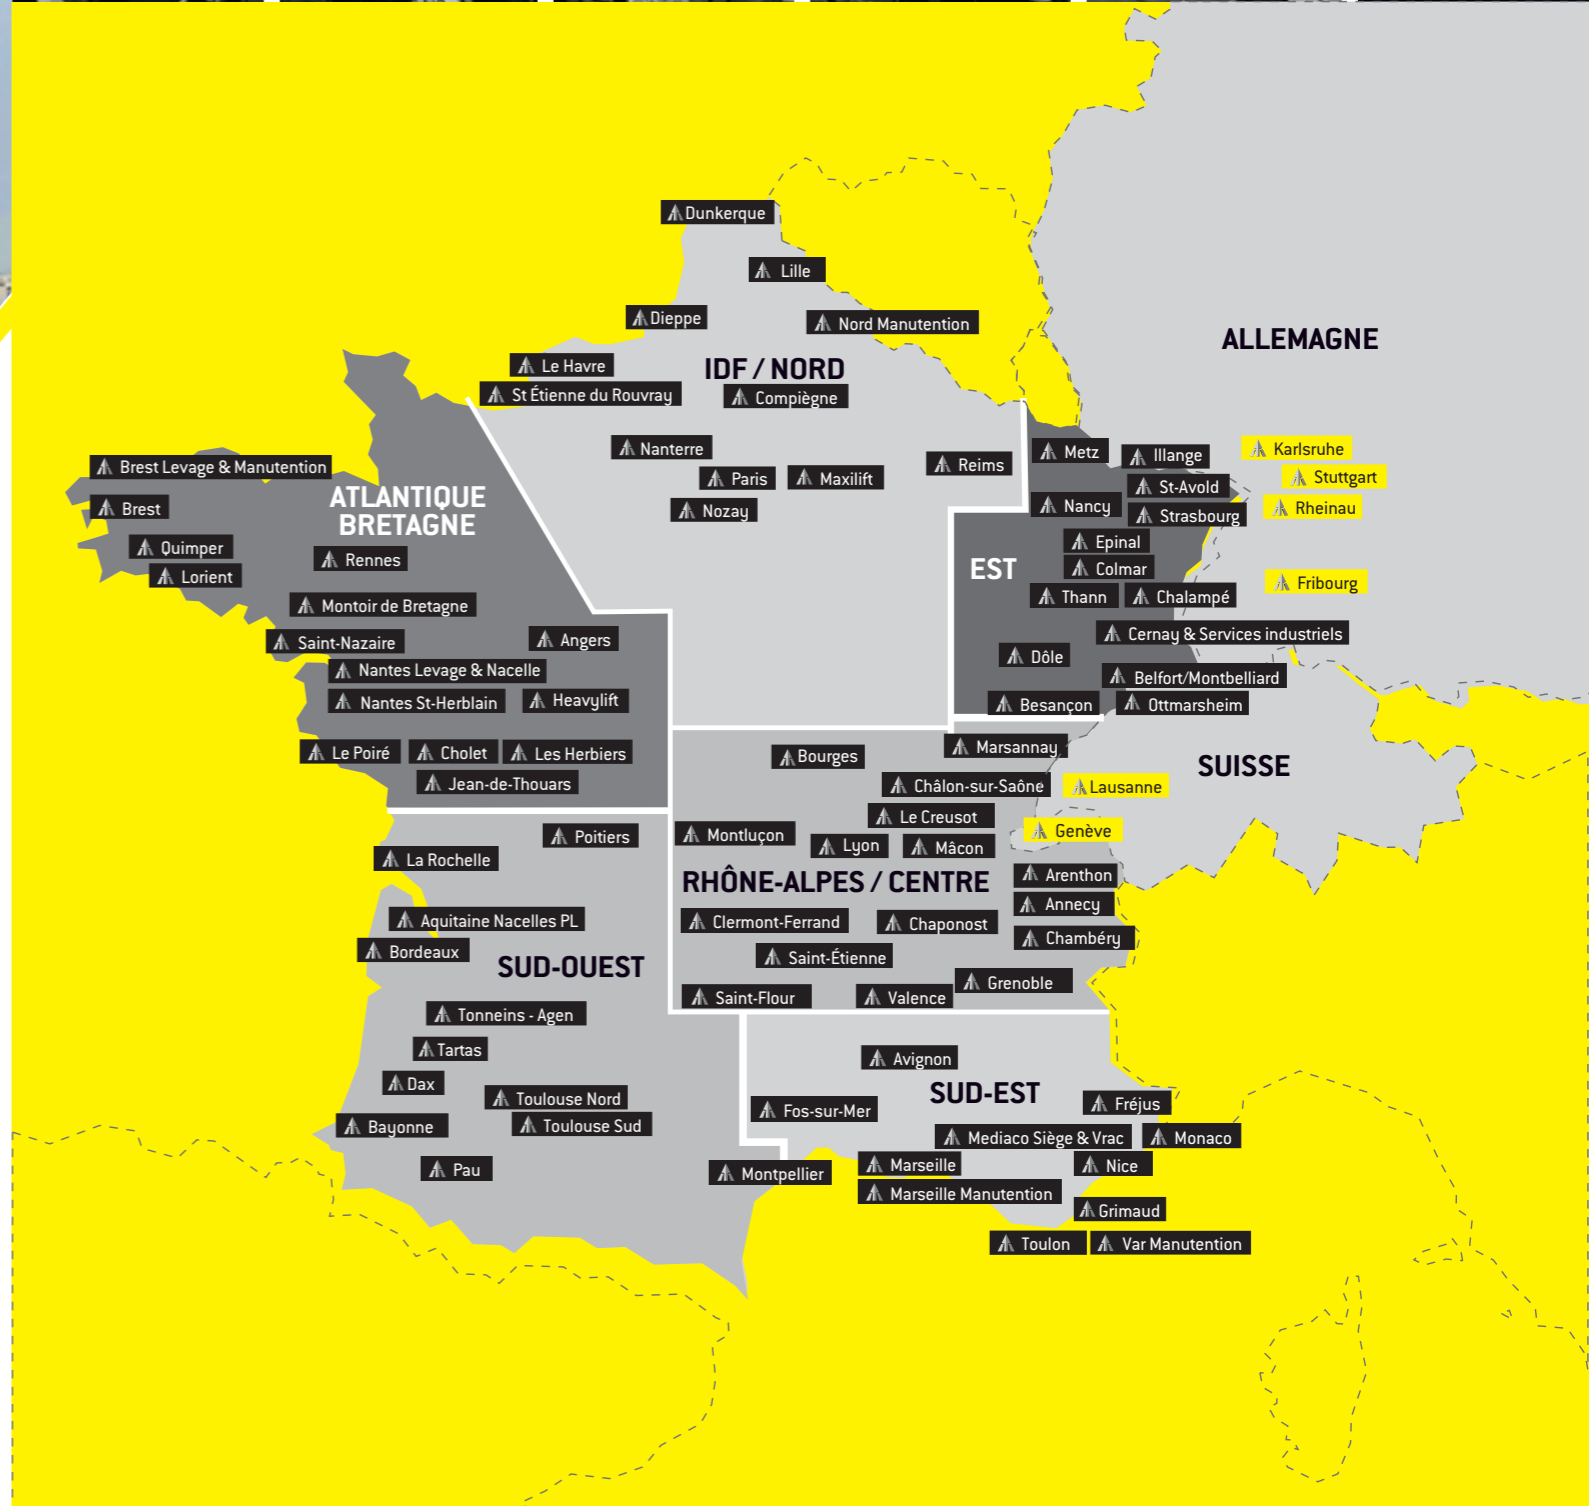 Dunkerque
Lille
Dieppe
Nord Manutention
ALLEMAGNE
Le Havre
IDF / NORD
St Étienne du Rouvray
Compiègne
Nanterre
Paris
Maxilift
Reims
Nozay
Metz
Illange
Karlsruhe
St-Avold
Stuttgart
Nancy
Strasbourg
Rheinau
Epinal
EST
Colmar
Fribourg
Thann
Chalampé
Cernay & Services industriels
Dôle
Belfort/Montbelliard
Besançon
Ottmarsheim
Brest Levage & Manutention
ATLANTIQUE
BRETAGNE
Brest
Quimper
Rennes
Lorient
Montoir de Bretagne
Saint-Nazaire
Angers
Nantes Levage & Nacelle
Nantes St-Herblain
Heavylift
Le Poiré
Cholet
Les Herbiers
Jean-de-Thouars
Marsannay
Bourges
SUISSE
Châlon-sur-Saône
Lausanne
Le Creusot
Montluçon
Genève
Lyon
Mâcon
RHÔNE-ALPES / CENTRE
Arenthon
Annecy
Clermont-Ferrand
Chaponost
Chambéry
Saint-Étienne
Grenoble
Saint-Flour
Valence
Poitiers
La Rochelle
Aquitaine Nacelles PL
Bordeaux
SUD-OUEST
Tonneins - Agen
Tartas
Dax
Toulouse Nord
Bayonne
Toulouse Sud
Pau
Montpellier
Avignon
SUD-EST
Fos-sur-Mer
Fréjus
Mediaco Siège & Vrac
Monaco
Marseille
Nice
Marseille Manutention
Grimaud
Toulon
Var Manutention